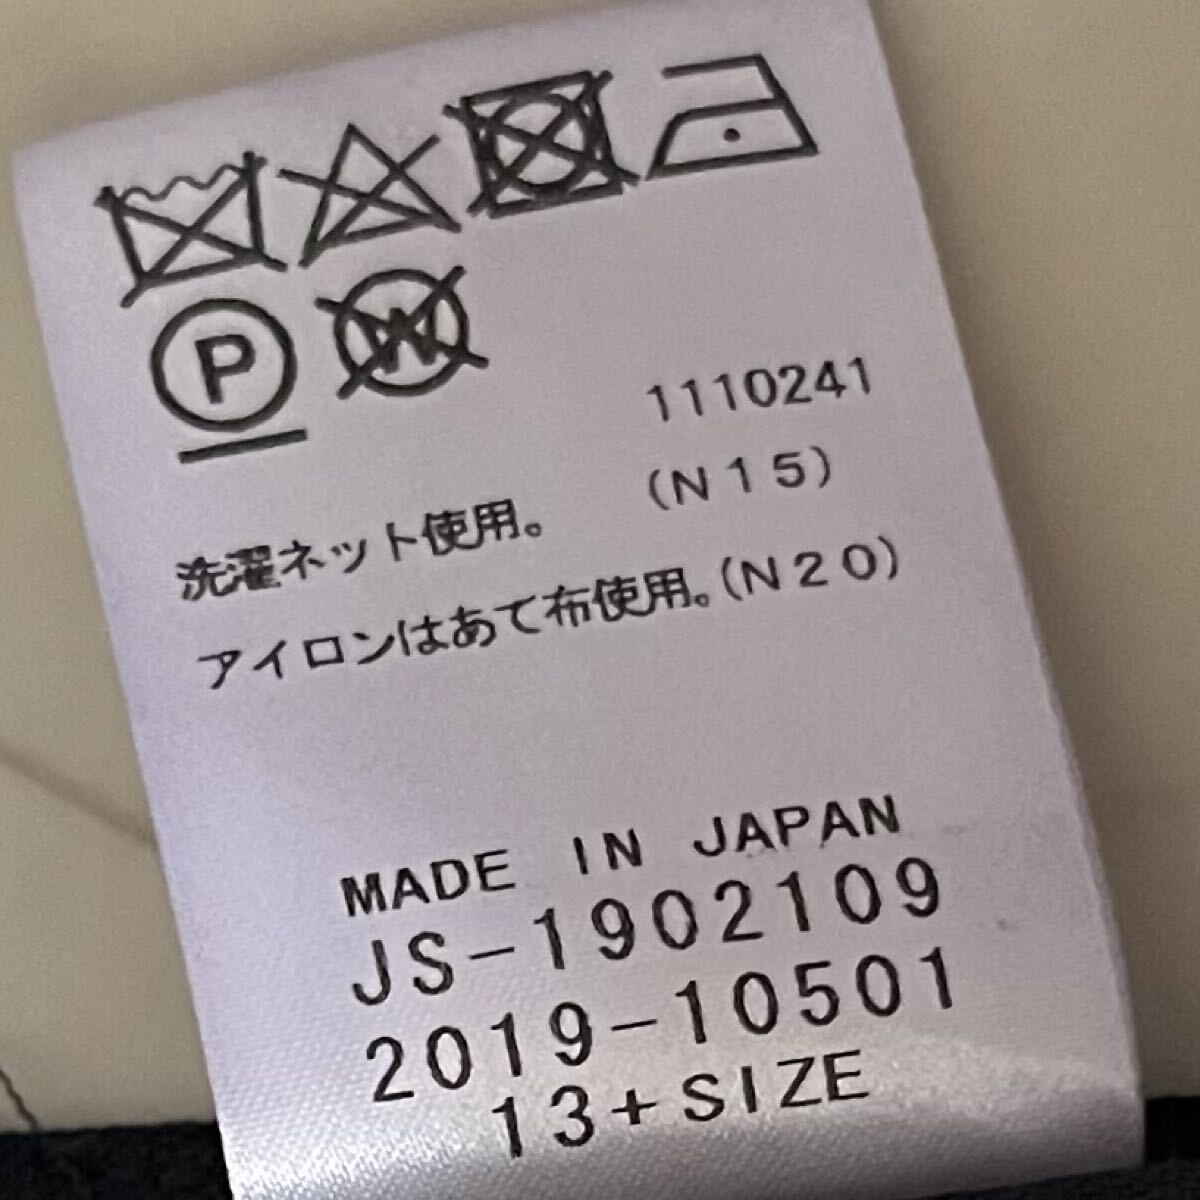 P W
1110241
洗濯ネット使用。 (N15)
アイロンはあて布使用。(N20)
MADE IN JAPAN
JS-1902109
2019-10501
13+SIZE